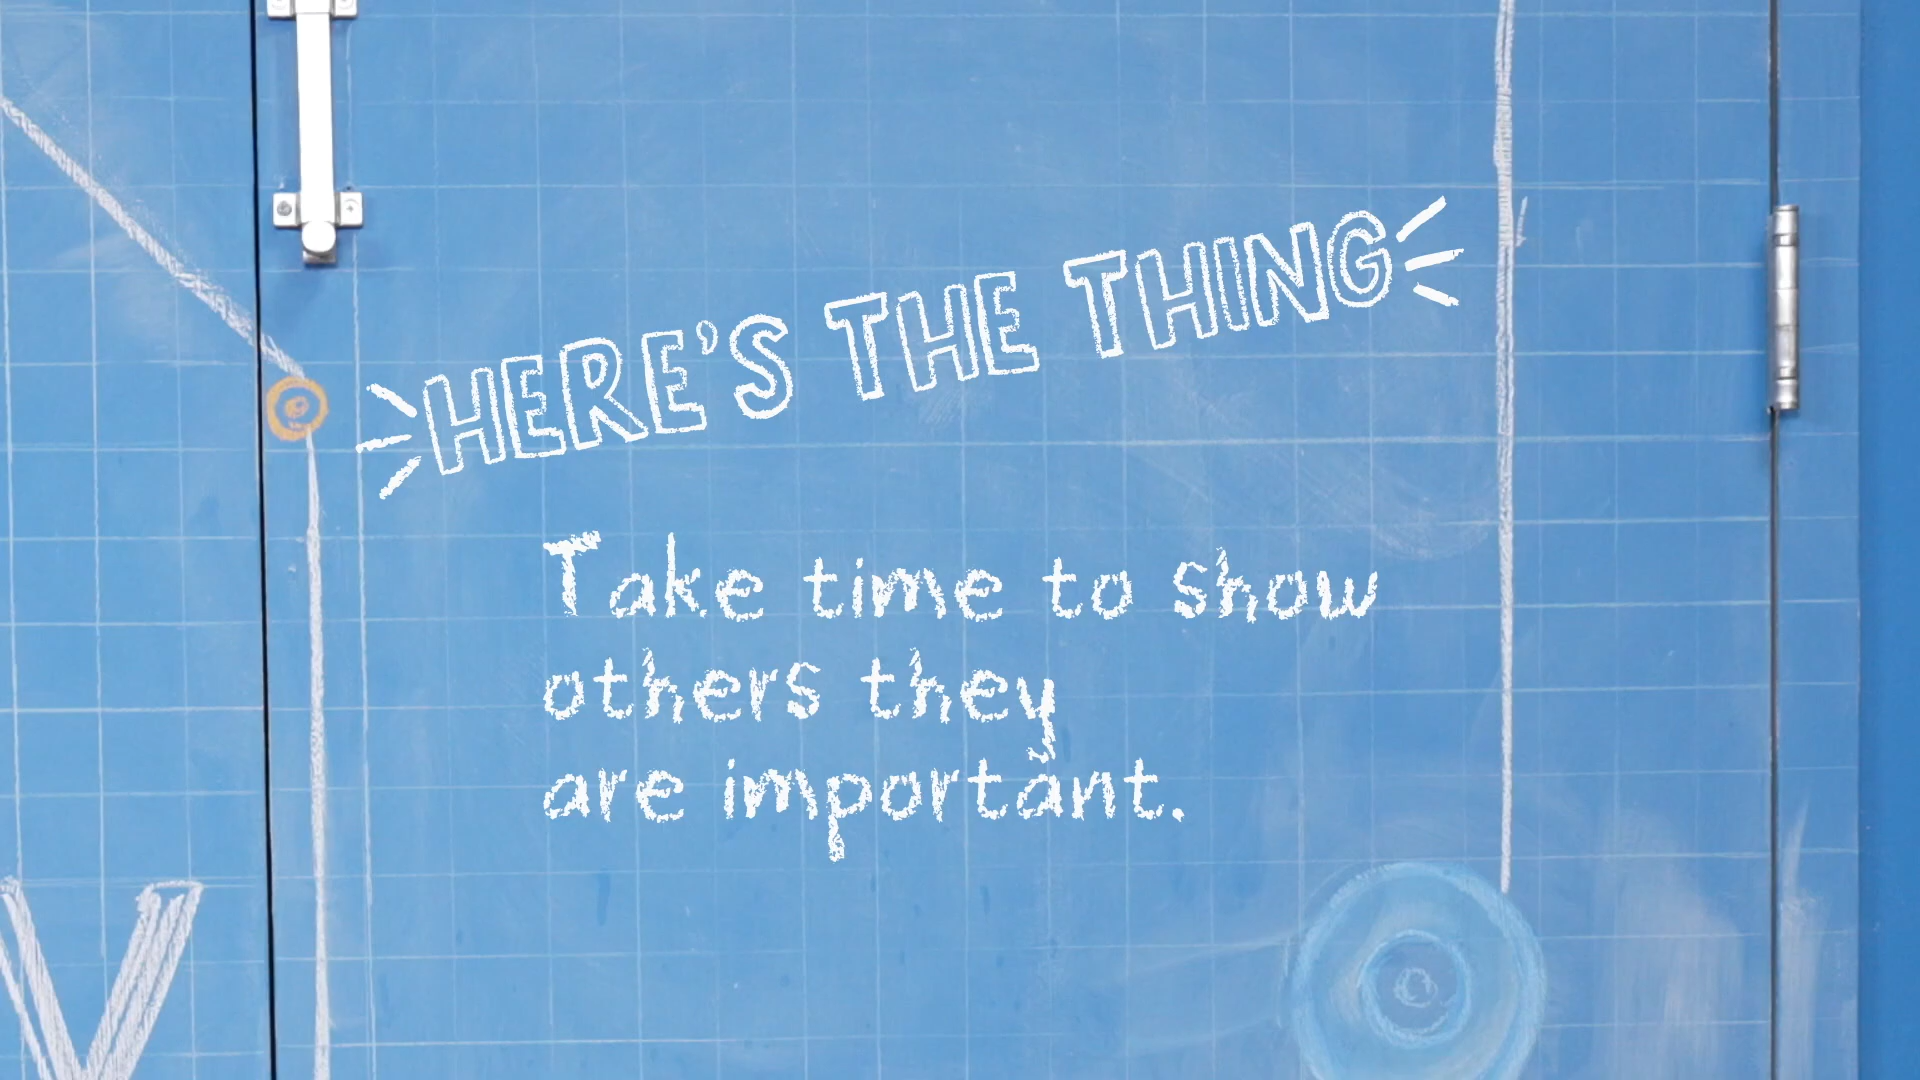 HERE'S THE THING
Take time to show
others they
are important.